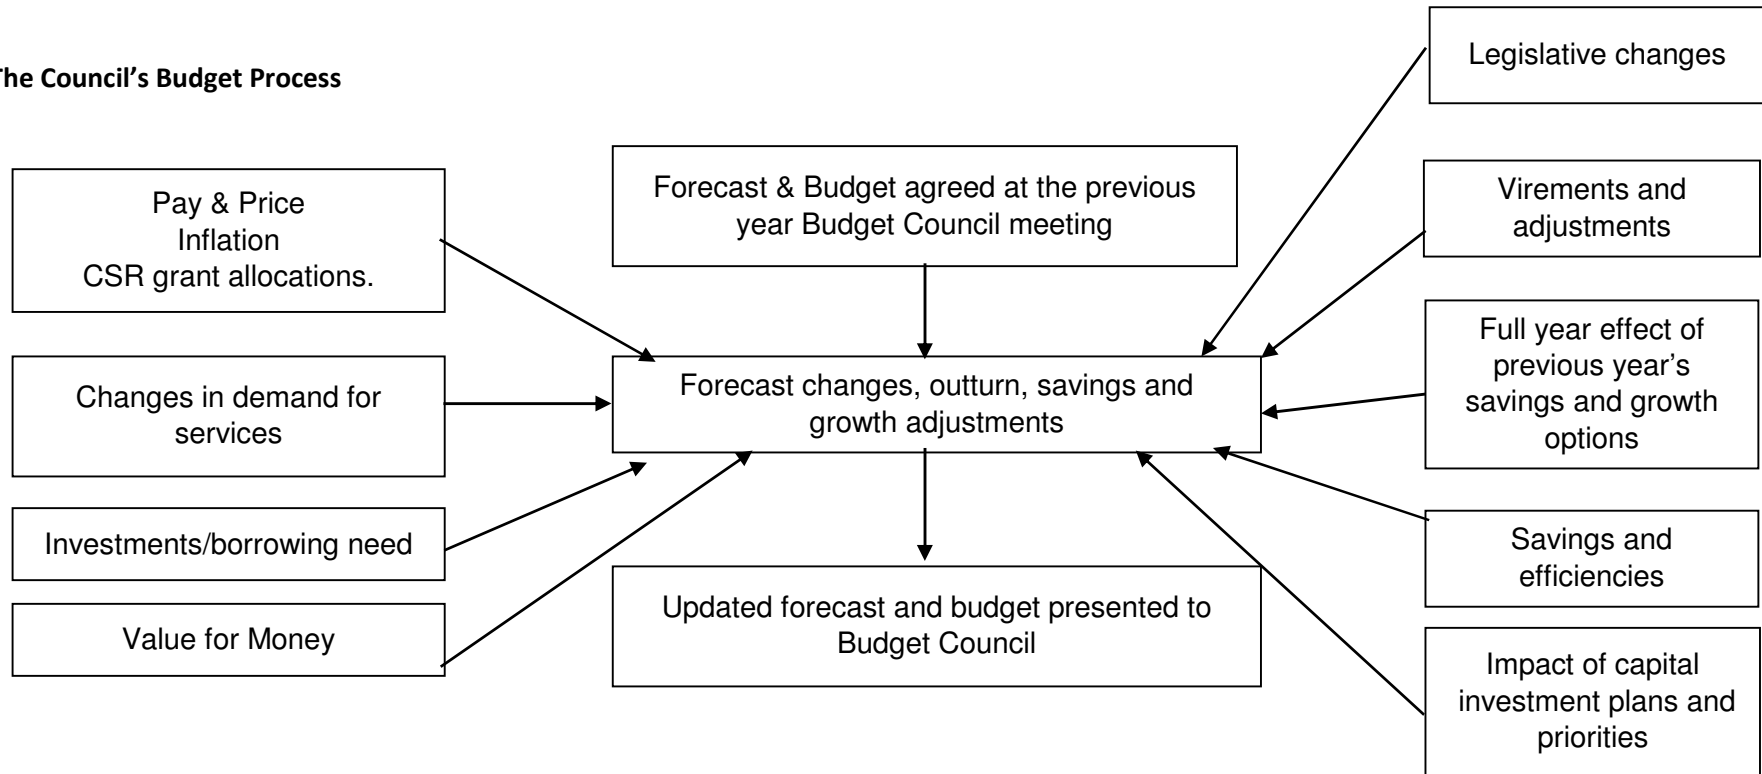 The Council's Budget Process
Legislative changes
Pay & Price
Inflation
CSR grant allocations.
Forecast & Budget agreed at the previous
year Budget Council meeting
Virements and
adjustments
Changes in demand for
services
Forecast changes, outturn, savings and
growth adjustments
Full year effect of
previous year's
savings and growth
options
Investments/borrowing need
Savings and
efficiencies
Value for Money
Updated forecast and budget presented to
Budget Council
Impact of capital
investment plans and
priorities